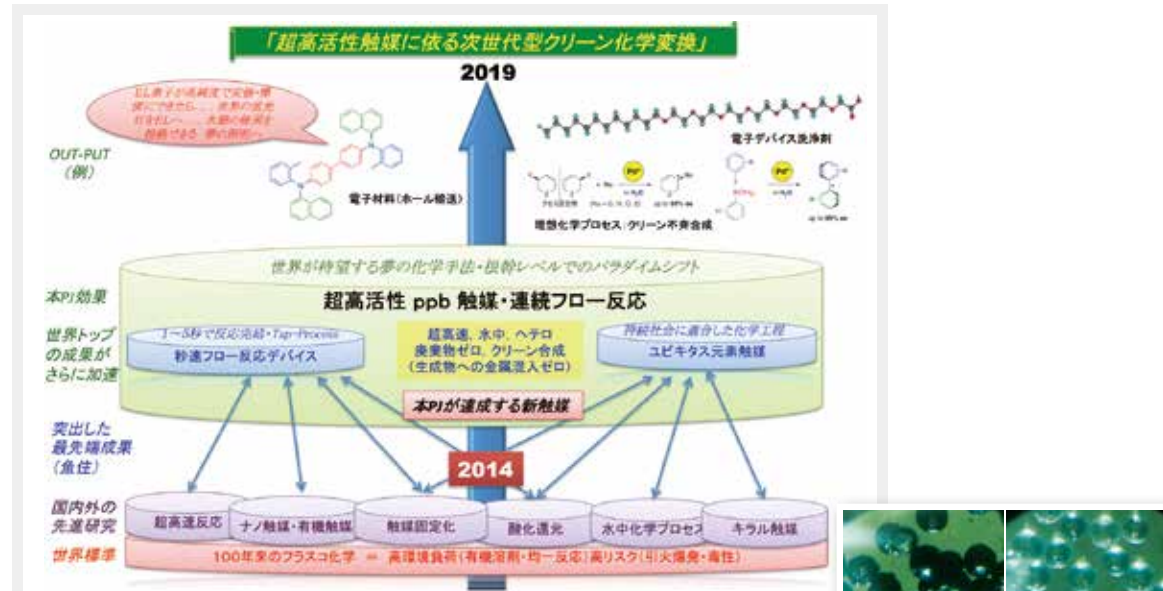 「超高活性触媒に依る次世代型クリーン化学変換」
2019
OUT-PUT
（例）
電子材料（ホール輸送）
電子デバイス洗浄剤
Pd
Pd
理想化学プロセス：クリーン不斉合成
世界が待望する夢の化学手法・根幹レベルでのパラダイムシフト
本PJ効果
超高活性 ppb 触媒・連続フロー反応
世界トップ
の成果が
さらに加速
1～5秒で反応完結・Tap-Process
秒速フロー反応デバイス
超高速、水中、ヘテロ
廃棄物ゼロ、クリーン合成
（生成物への金属混入ゼロ）
持続社会に適合した化学工程
ユビキタス元素触媒
本PJが達成する新触媒
突出した
最先端成果
（魚住）
2014
国内外の
先進研究
超高速反応
ナノ触媒・有機触媒
触媒固定化
酸化還元
水中化学プロセス
キラル触媒
世界標準
100年来のフラスコ化学 ＝ 高環境負荷（有機溶剤・均一反応）高リスク（引火爆発・毒性）